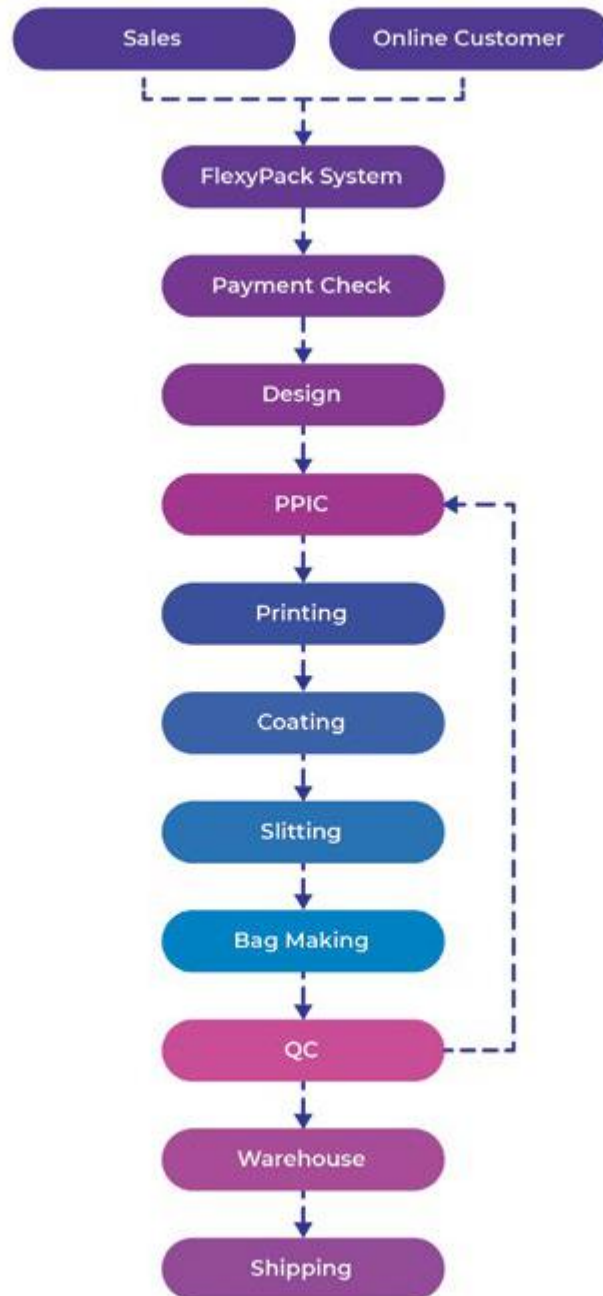 Sales
Online Customer
FlexyPack System
Payment Check
Design
PPIC
Printing
Coating
Slitting
Bag Making
QC
Warehouse
Shipping